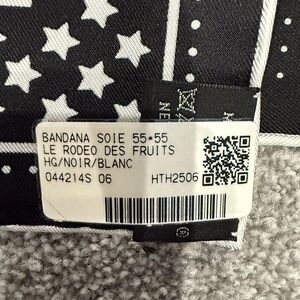 BANDANA SOIE 55*55
LE RODEO DES FRUITS
HG/NOIR/BLANC
044214S 06 HTH2506